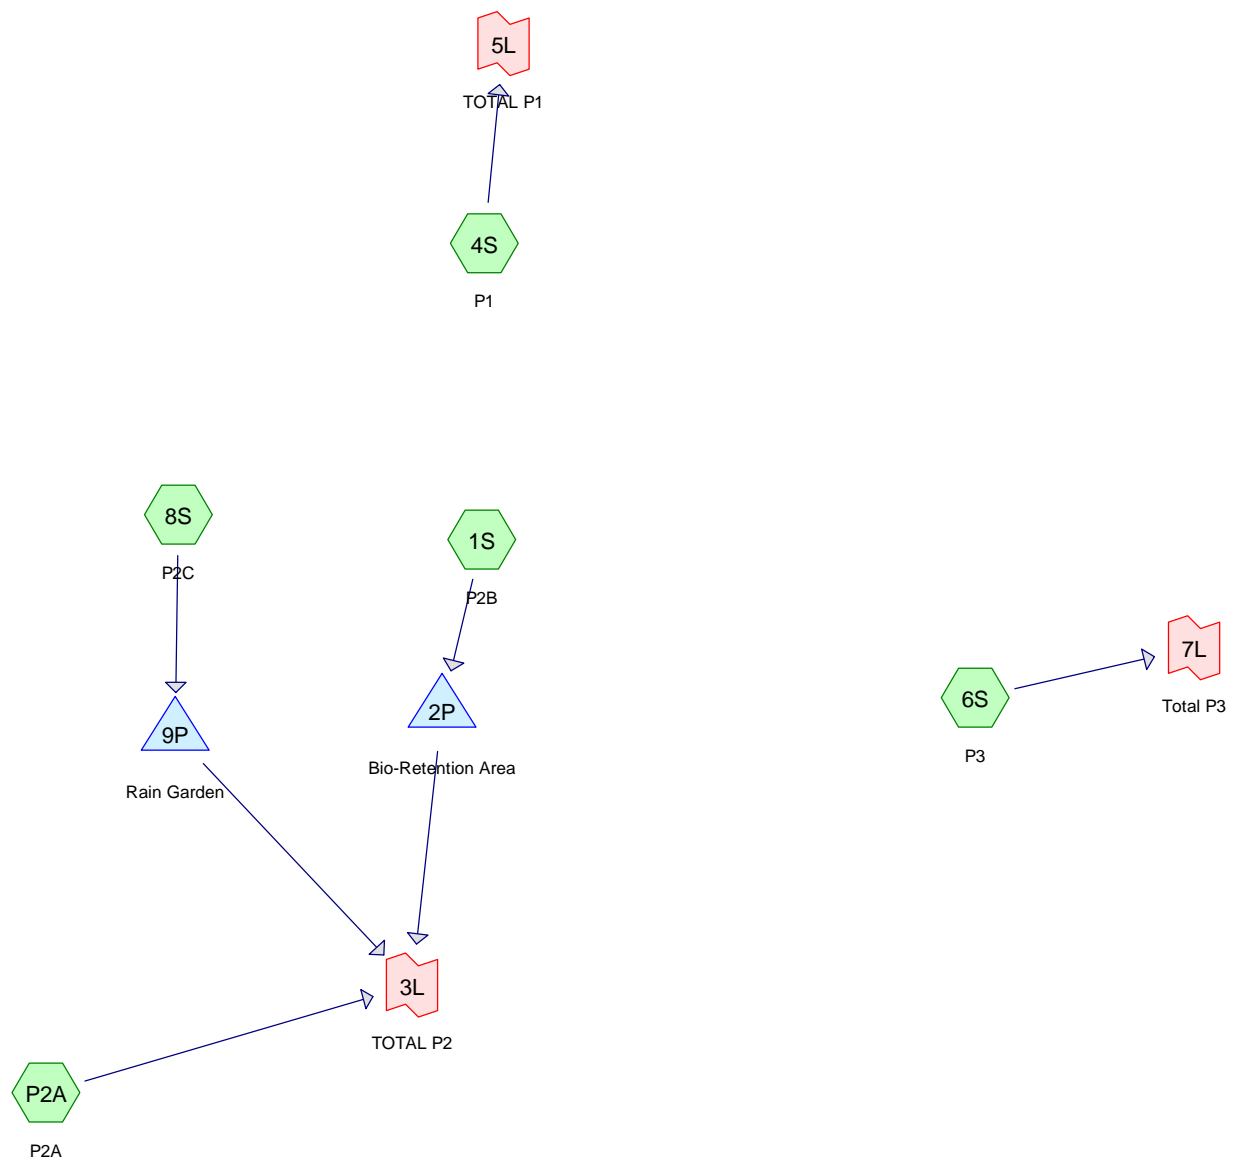 5L
TOTAL P1
4S
P1
8S
P2C
1S
P2B
7L
Total P3
6S
P3
2P
Bio-Retention Area
9P
Rain Garden
3L
TOTAL P2
P2A
P2A